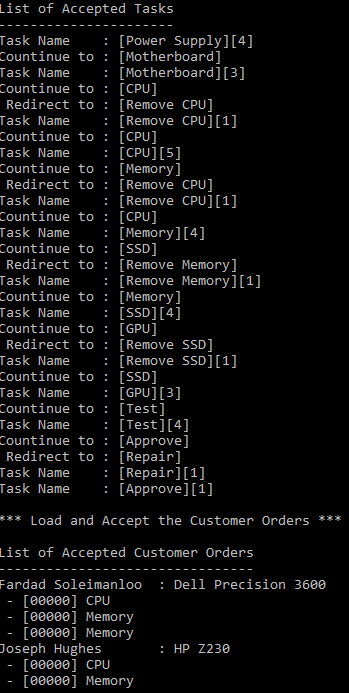 List of Accepted Tasks
----------------------
Task Name    : [Power Supply][4]
Countinue to : [Motherboard]
Task Name    : [Motherboard][3]
Countinue to : [CPU]
 Redirect to : [Remove CPU]
Task Name    : [Remove CPU][1]
Countinue to : [CPU]
Task Name    : [CPU][5]
Countinue to : [Memory]
 Redirect to : [Remove CPU]
Task Name    : [Remove CPU][1]
Countinue to : [CPU]
Task Name    : [Memory][4]
Countinue to : [SSD]
 Redirect to : [Remove Memory]
Task Name    : [Remove Memory][1]
Countinue to : [Memory]
Task Name    : [SSD][4]
Countinue to : [GPU]
 Redirect to : [Remove SSD]
Task Name    : [Remove SSD][1]
Countinue to : [SSD]
Task Name    : [GPU][3]
Countinue to : [Test]
Task Name    : [Test][4]
Countinue to : [Approve]
 Redirect to : [Repair]
Task Name    : [Repair][1]
Task Name    : [Approve][1]

*** Load and Accept the Customer Orders ***

List of Accepted Customer Orders
--------------------------------
Fardad Soleimanloo  : Dell Precision 3600
 - [00000] CPU
 - [00000] Memory
 - [00000] Memory
Joseph Hughes       : HP Z230
 - [00000] CPU
 - [00000] Memory